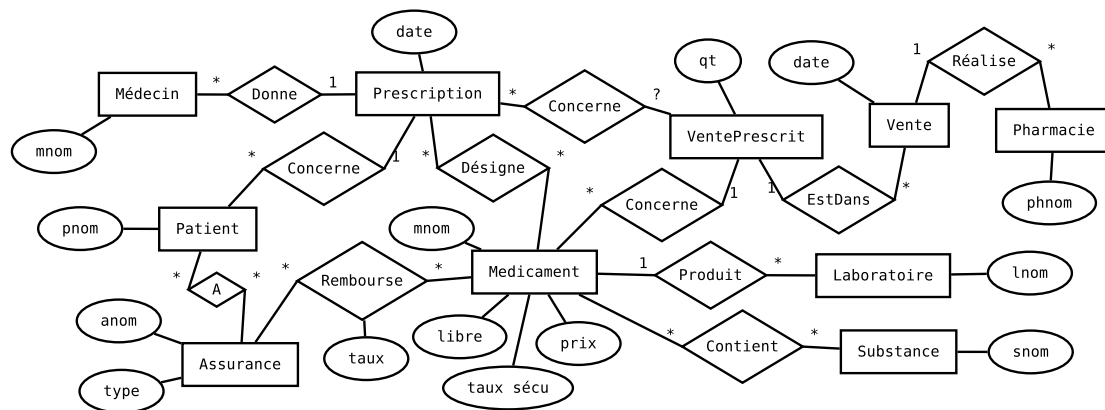 date
Médecin
*
Donne
1
Prescription
*
Concerne
?
qt
date
1
Réalise
*
mnom
VentePrescrit
Vente
Pharmacie
*
Concerne
1
*
Désigne
*
*
Concerne
1
1
EstDans
*
phnom
pnom
Patient
mnom
*
A
*
*
Rembourse
*
Medicament
1
Produit
*
Laboratoire
lnom
anom
Assurance
type
taux
libre
taux sécu
prix
*
Contient
*
Substance
snom